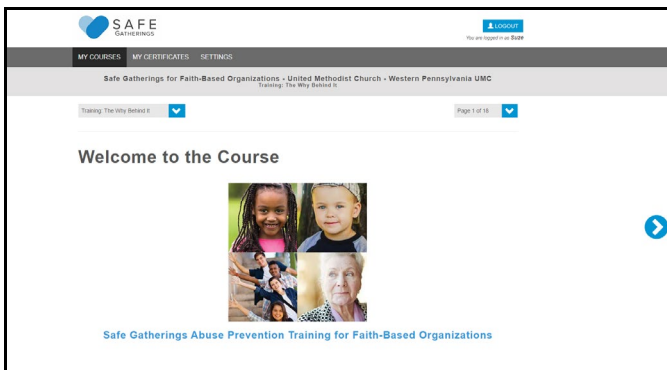 SAFE
GATHERINGS
LOGOUT
You are logged in as Suze
MY COURSES MY CERTIFICATES SETTINGS
Safe Gatherings for Faith-Based Organizations - United Methodist Church - Western Pennsylvania UMC
Training: The Why Behind It
Training: The Why Behind It
Page 1 of 18
Welcome to the Course
Safe Gatherings Abuse Prevention Training for Faith-Based Organizations